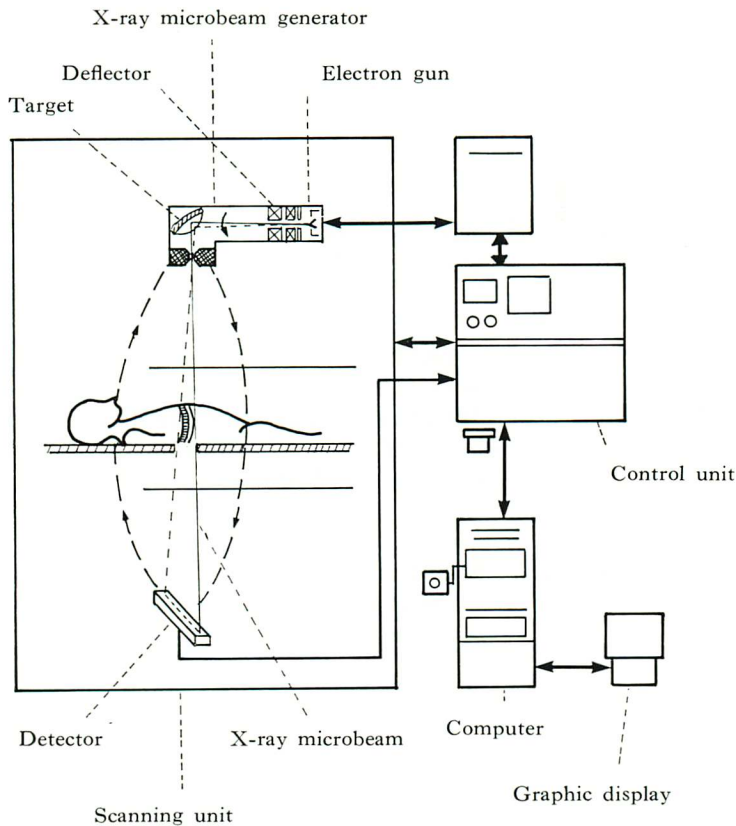 X-ray microbeam generator
Deflector
Electron gun
Target
Control unit
Detector
X-ray microbeam
Computer
Graphic display
Scanning unit